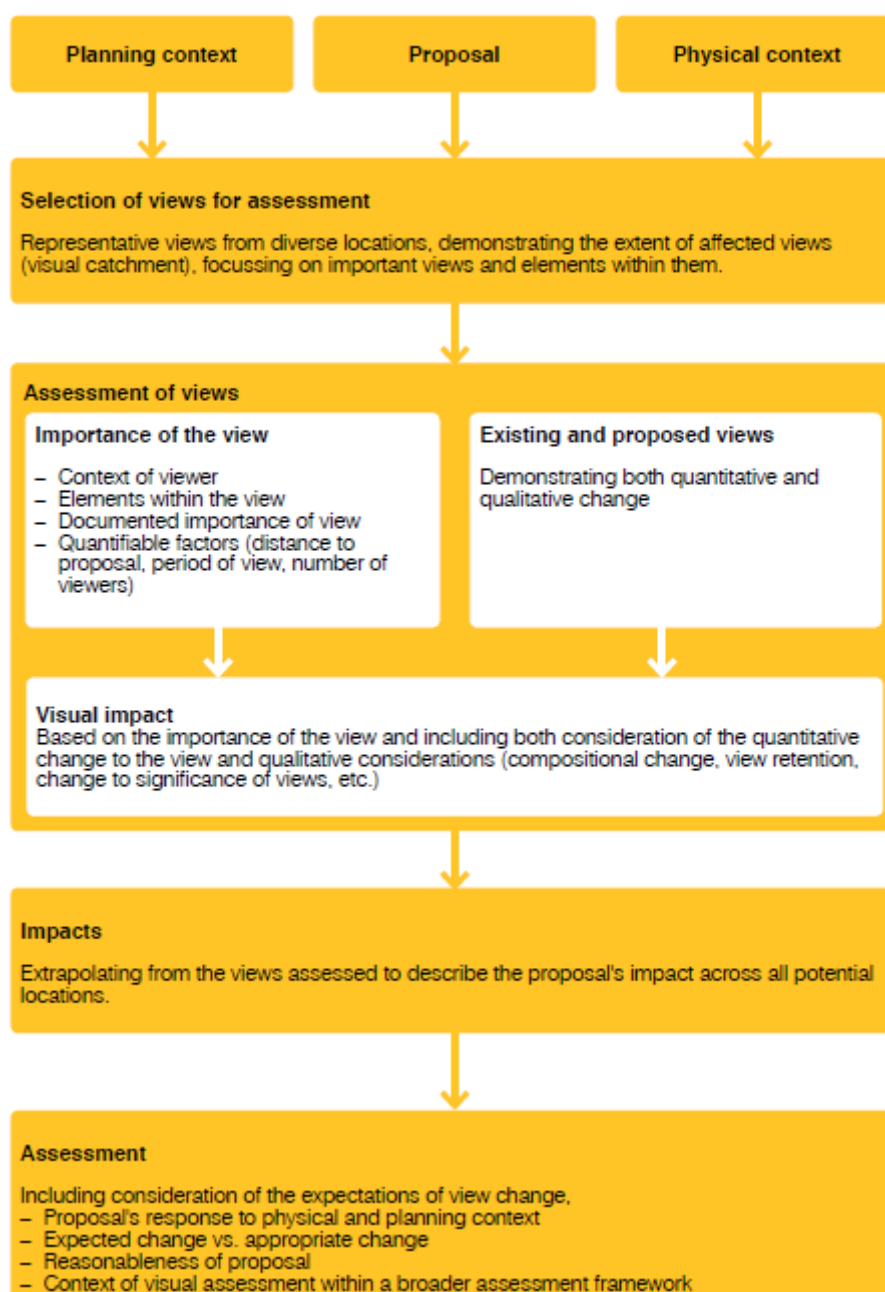 Planning context
Proposal
Physical context
Selection of views for assessment
Representative views from diverse locations, demonstrating the extent of affected views
(visual catchment), focussing on important views and elements within them.
Assessment of views
Importance of the view
– Context of viewer
– Elements within the view
– Documented importance of view
– Quantifiable factors (distance to
proposal, period of view, number of
viewers)
Existing and proposed views
Demonstrating both quantitative and
qualitative change
Visual impact
Based on the importance of the view and including both consideration of the quantitative
change to the view and qualitative considerations (compositional change, view retention,
change to significance of views, etc.)
Impacts
Extrapolating from the views assessed to describe the proposal's impact across all potential
locations.
Assessment
Including consideration of the expectations of view change,
– Proposal's response to physical and planning context
– Expected change vs. appropriate change
– Reasonableness of proposal
– Context of visual assessment within a broader assessment framework